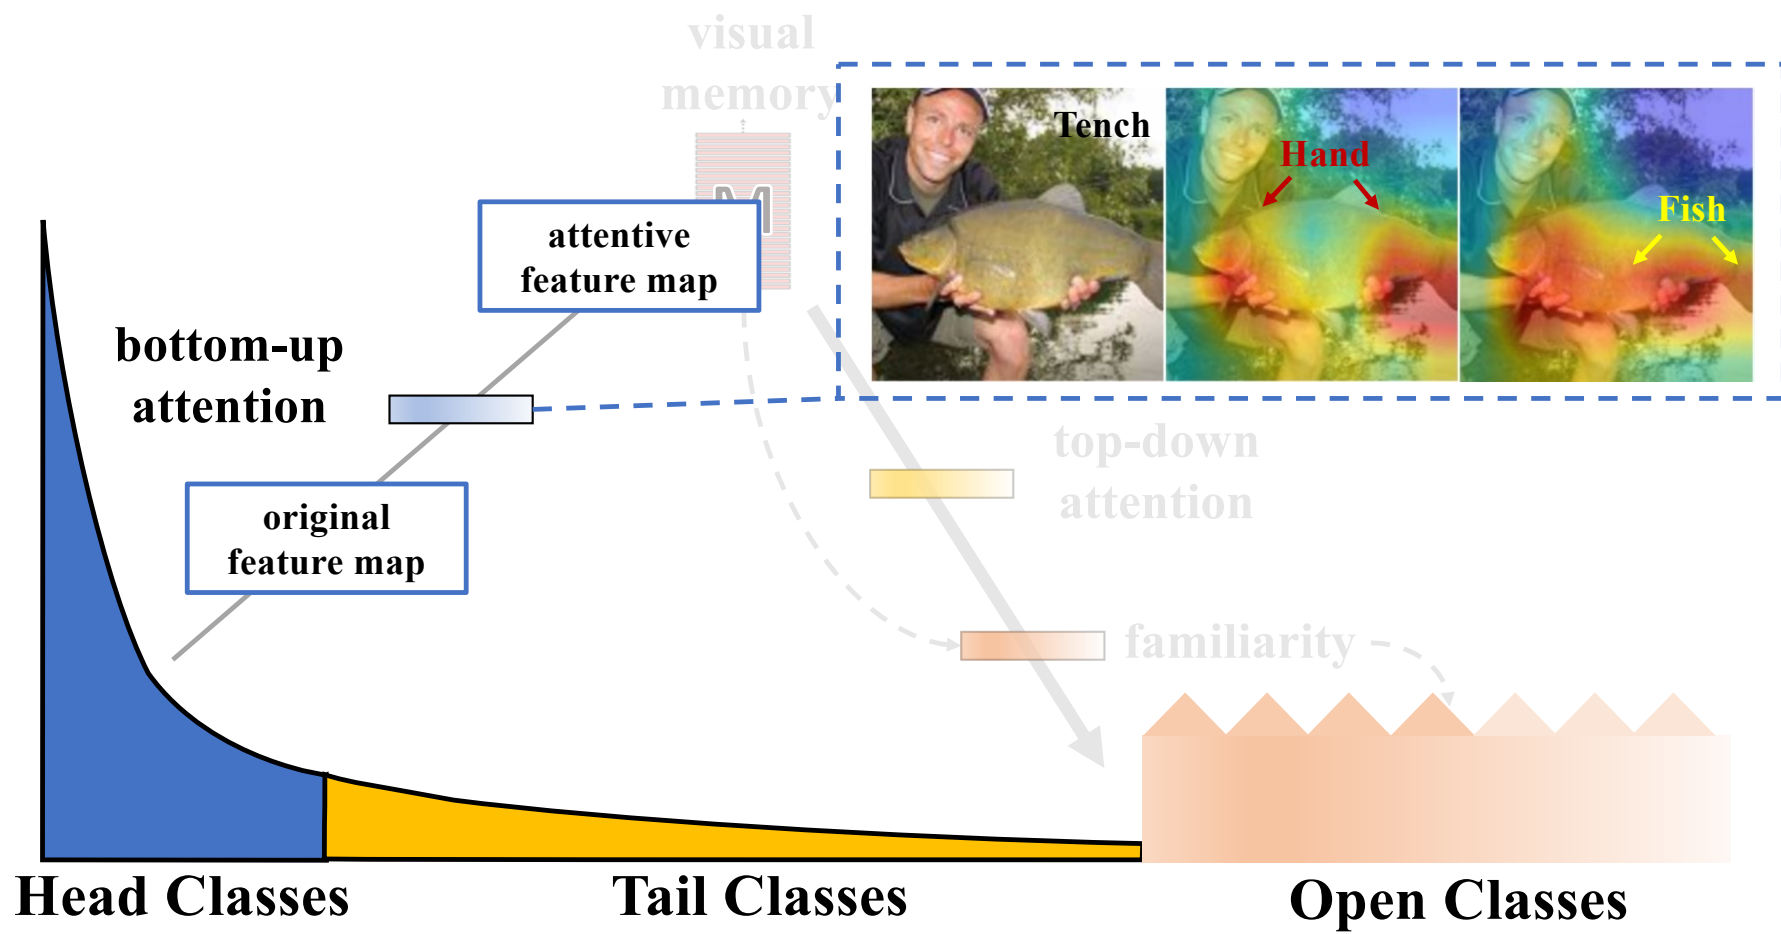 visual
memory
M
Tench
Hand
Fish
attentive
feature map
bottom-up
attention
original
feature map
top-down
attention
familiarity
Head Classes
Tail Classes
Open Classes